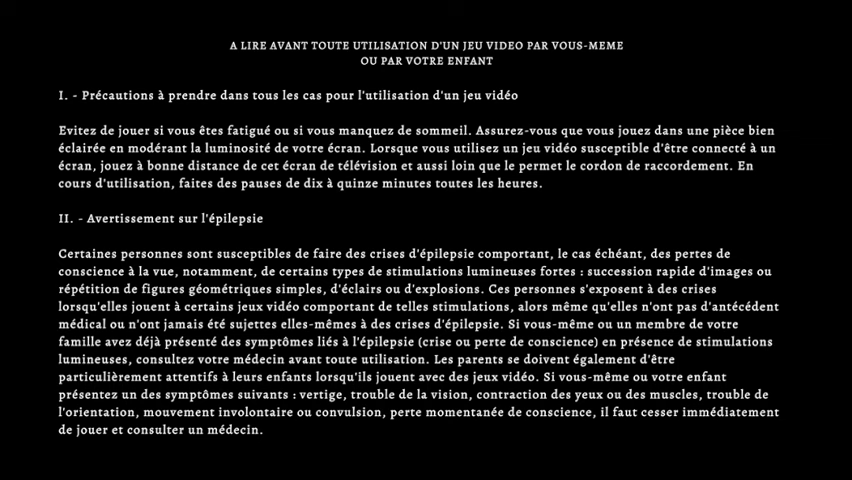 A LIRE AVANT TOUTE UTILISATION D'UN JEU VIDEO PAR VOUS-MEME
OU PAR VOTRE ENFANT
I. - Précautions à prendre dans tous les cas pour l'utilisation d'un jeu vidéo
Evitez de jouer si vous êtes fatigué ou si vous manquez de sommeil. Assurez-vous que vous jouez dans une pièce bien
éclairée en modérant la luminosité de votre écran. Lorsque vous utilisez un jeu vidéo susceptible d'être connecté à un
écran, jouez à bonne distance de cet écran de télévision et aussi loin que le permet le cordon de raccordement. En
cours d'utilisation, faites des pauses de dix à quinze minutes toutes les heures.
II. - Avertissement sur l'épilepsie
Certaines personnes sont susceptibles de faire des crises d'épilepsie comportant, le cas échéant, des pertes de
conscience à la vue, notamment, de certains types de stimulations lumineuses fortes : succession rapide d'images ou
répétition de figures géométriques simples, d'éclairs ou d'explosions. Ces personnes s'exposent à des crises
lorsqu'elles jouent à certains jeux vidéo comportant de telles stimulations, alors même qu'elles n'ont pas d'antécédent
médical ou n'ont jamais été sujettes elles-mêmes à des crises d'épilepsie. Si vous-même ou un membre de votre
famille avez déjà présenté des symptômes liés à l'épilepsie (crise ou perte de conscience) en présence de stimulations
lumineuses, consultez votre médecin avant toute utilisation. Les parents se doivent également d'être
particulièrement attentifs à leurs enfants lorsqu'ils jouent avec des jeux vidéo. Si vous-même ou votre enfant
présentez un des symptômes suivants : vertige, trouble de la vision, contraction des yeux ou des muscles, trouble de
l'orientation, mouvement involontaire ou convulsion, perte momentanée de conscience, il faut cesser immédiatement
de jouer et consulter un médecin.